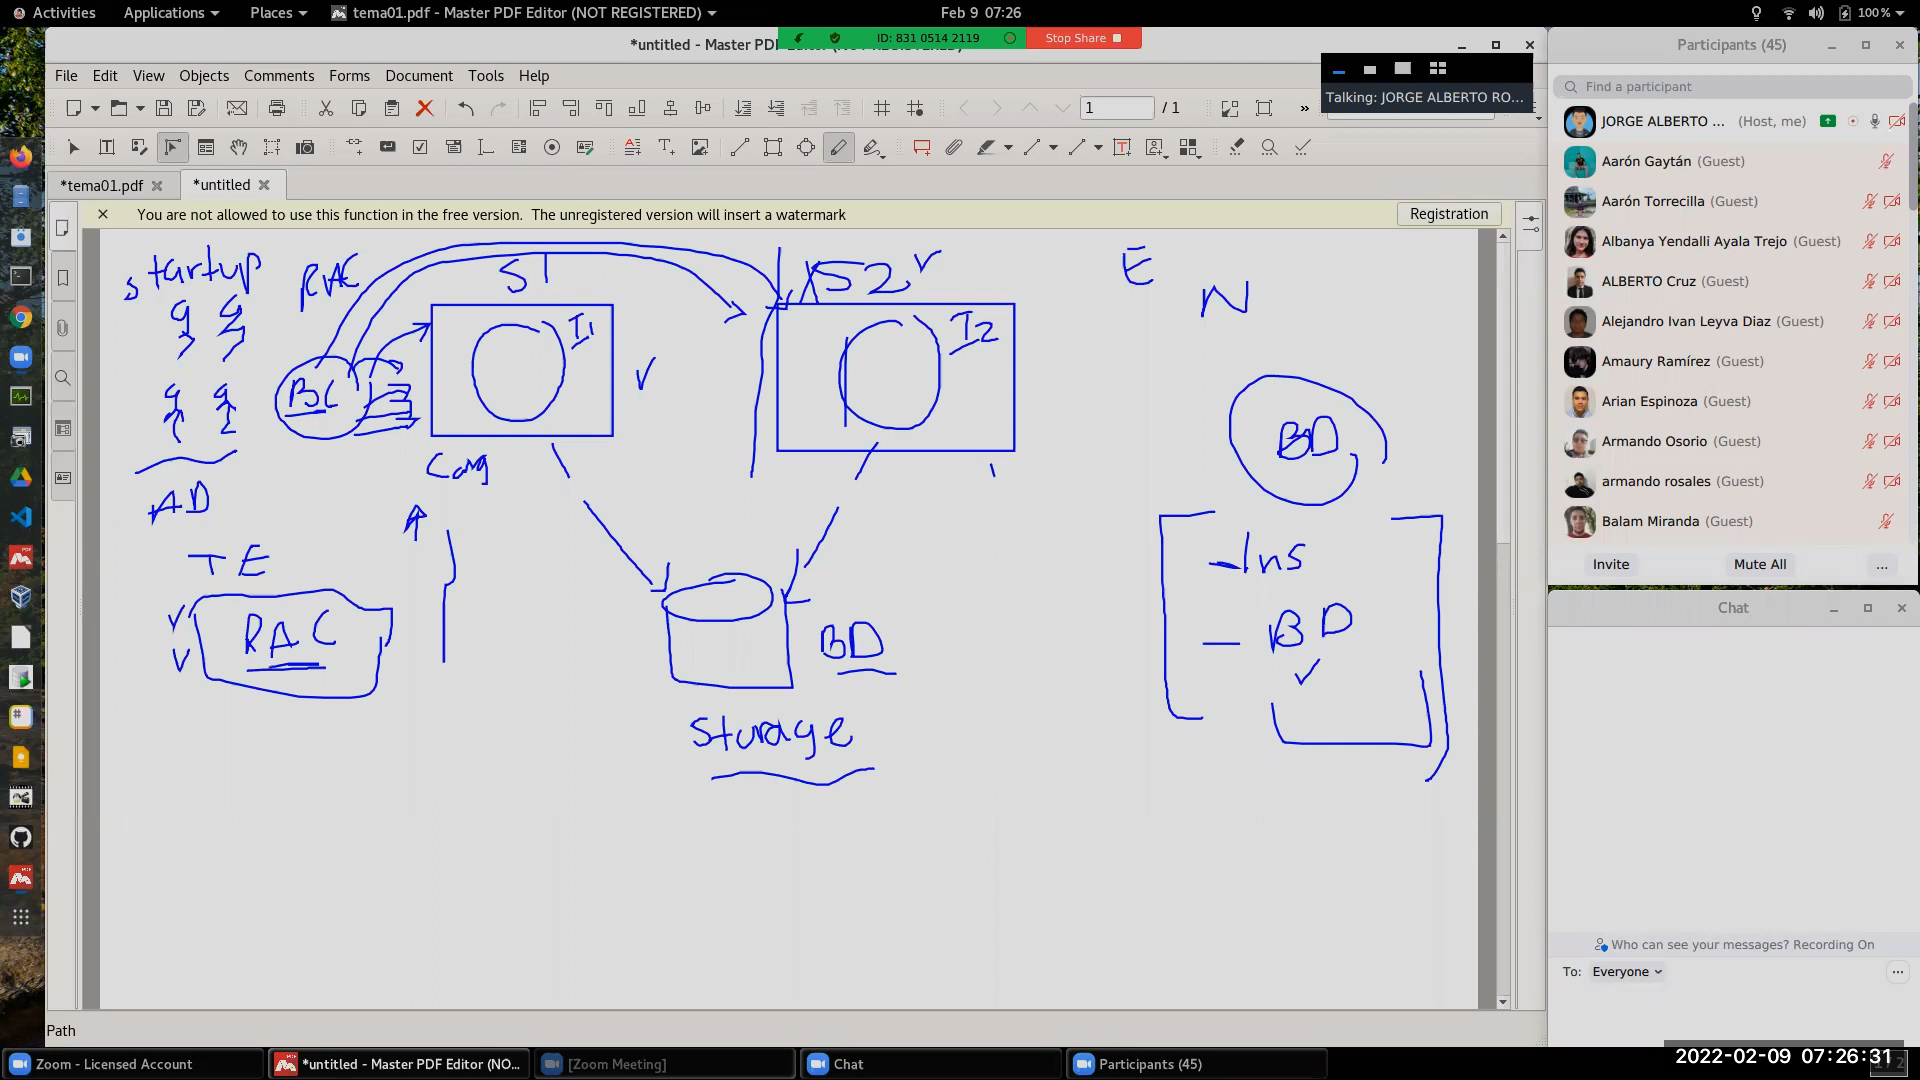 Activities Applications Places tema01.pdf - Master PDF Editor (NOT REGISTERED) Feb 9 07:26 100%
*untitled - Master PDF
ID: 831 0514 2119 Stop Share
File Edit View Objects Comments Forms Document Tools Help
Talking: JORGE ALBERTO RO...
1 / 1 »
*tema01.pdf *untitled
You are not allowed to use this function in the free version. The unregistered version will insert a watermark Registration
startup RAC S1 S2 E
N
I1 I2
BC BD
Carg
AD
TE Ins
RAC BD BD
Storage
Path
Participants (45)
Find a participant
JORGE ALBERTO ... (Host, me)
Aarón Gaytán (Guest)
Aarón Torrecilla (Guest)
Albanya Yendalli Ayala Trejo (Guest)
ALBERTO Cruz (Guest)
Alejandro Ivan Leyva Diaz (Guest)
Amaury Ramírez (Guest)
Arian Espinoza (Guest)
Armando Osorio (Guest)
armando rosales (Guest)
Balam Miranda (Guest)
Invite Mute All ...
Chat
Who can see your messages? Recording On
To: Everyone
Zoom - Licensed Account *untitled - Master PDF Editor (NO... [Zoom Meeting] Chat Participants (45)
2022-02-09 07:26:31